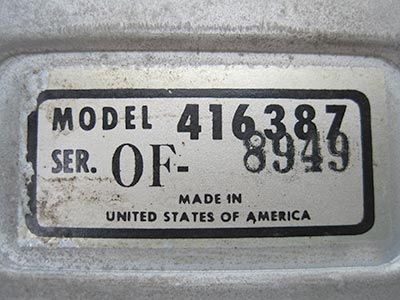 MODEL 416387
SER. OF- 8949
MADE IN
UNITED STATES OF AMERICA